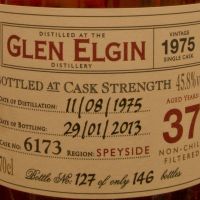 DISTILLED AT THE
GLEN ELGIN
DISTILLERY
VINTAGE
1975
SINGLE CASK
BOTTLED AT CASK STRENGTH 45.8%
DATE OF DISTILLATION: 11/09/1975
AGED YEARS
37
DATE OF BOTTLING: 29/01/2013
NON-CHIL
FILTERED
70cl
CASK No: 6173 REGION: SPEYSIDE
Bottle No: 127 of only 146 bottles